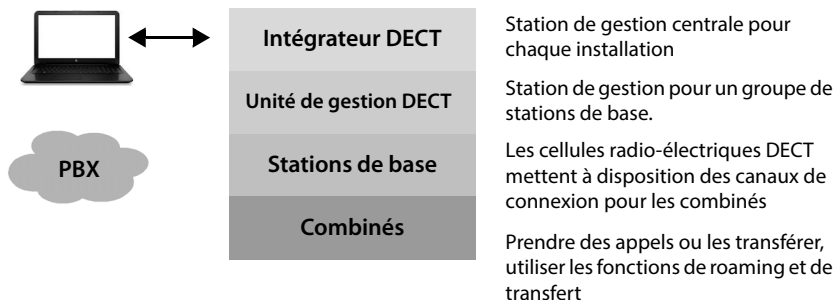 Intégrateur DECT
Station de gestion centrale pour
chaque installation
Unité de gestion DECT
Station de gestion pour un groupe de
stations de base.
PBX
Stations de base
Les cellules radio-électriques DECT
mettent à disposition des canaux de
connexion pour les combinés
Combinés
Prendre des appels ou les transférer,
utiliser les fonctions de roaming et de
transfert